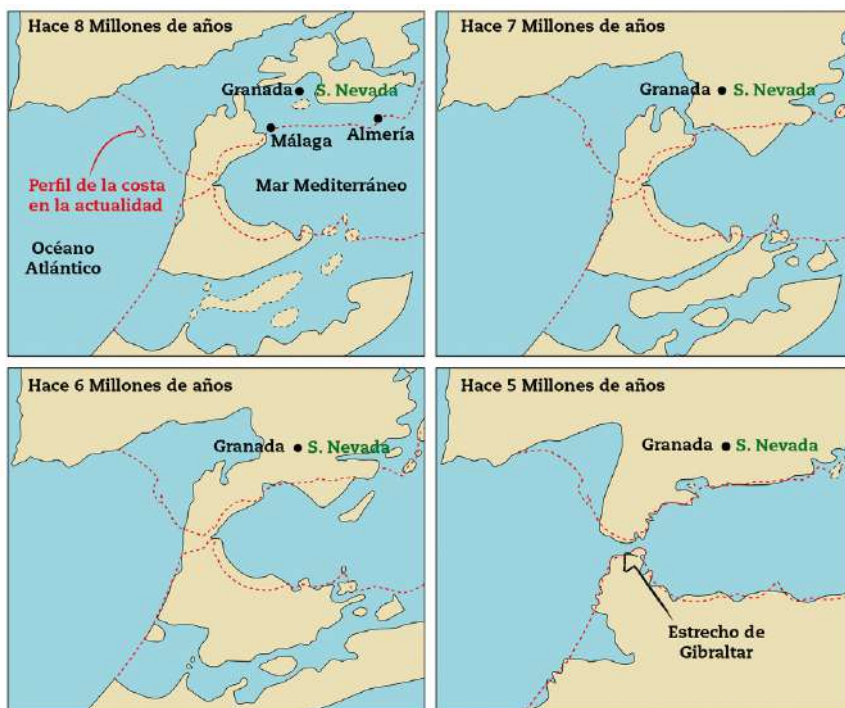 Hace 8 Millones de años
Granada
S. Nevada
Málaga
Almería
Perfil de la costa
en la actualidad
Mar Mediterráneo
Océano
Atlántico
Hace 7 Millones de años
Granada
S. Nevada
Hace 6 Millones de años
Granada
S. Nevada
Hace 5 Millones de años
Granada
S. Nevada
Estrecho de
Gibraltar